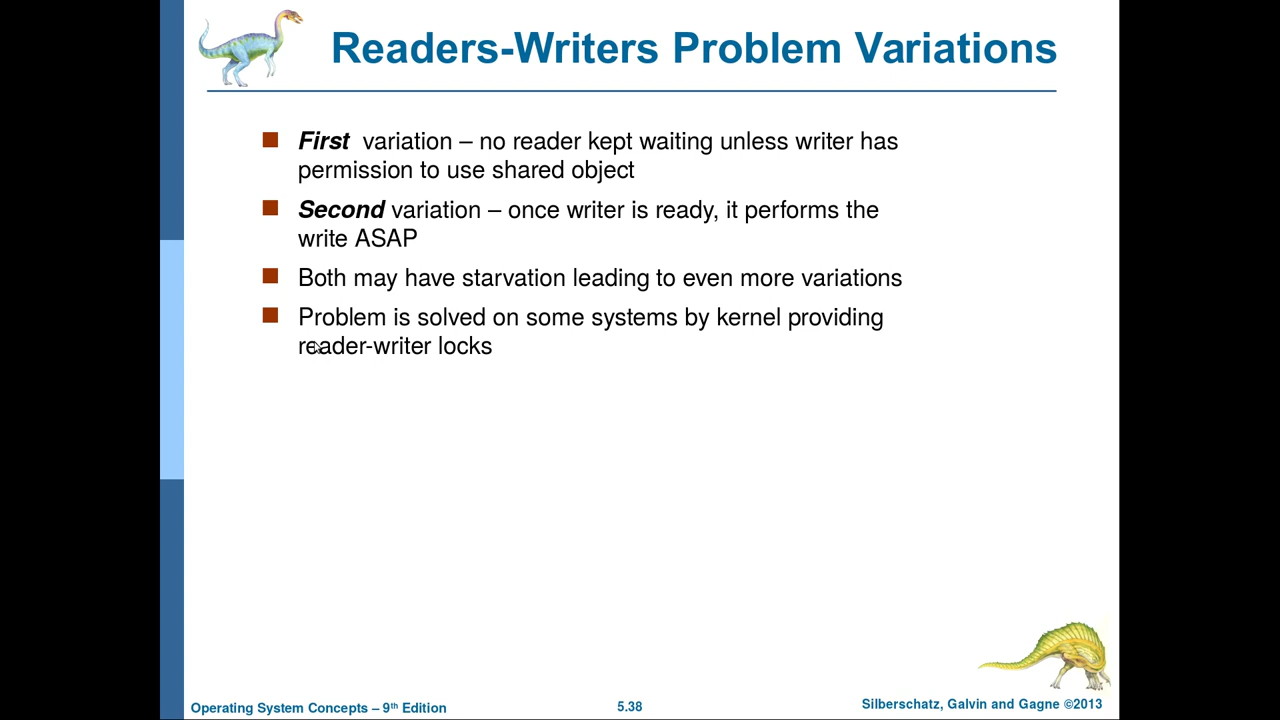 Readers-Writers Problem Variations
First variation – no reader kept waiting unless writer has
permission to use shared object
Second variation – once writer is ready, it performs the
write ASAP
Both may have starvation leading to even more variations
Problem is solved on some systems by kernel providing
reader-writer locks
Operating System Concepts – 9th Edition
5.38
Silberschatz, Galvin and Gagne ©2013